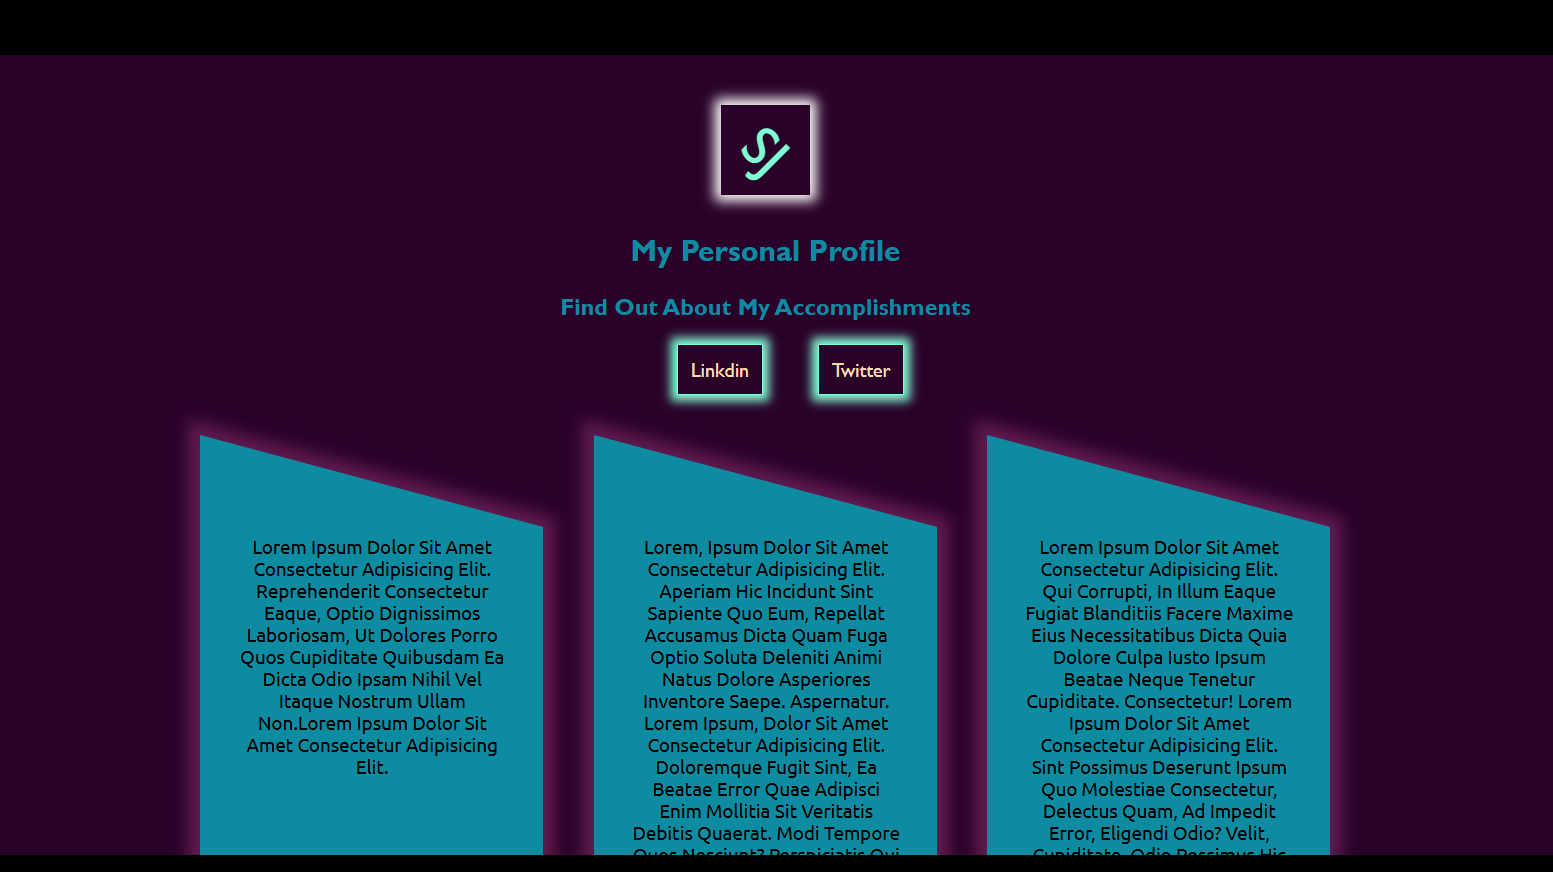 My Personal Profile
Find Out About My Accomplishments
Linkdin
Twitter
Lorem Ipsum Dolor Sit Amet
Consectetur Adipisicing Elit.
Reprehenderit Consectetur
Eaque, Optio Dignissimos
Laboriosam, Ut Dolores Porro
Quos Cupiditate Quibusdam Ea
Dicta Odio Ipsam Nihil Vel
Itaque Nostrum Ullam
Non.Lorem Ipsum Dolor Sit
Amet Consectetur Adipisicing
Elit.
Lorem, Ipsum Dolor Sit Amet
Consectetur Adipisicing Elit.
Aperiam Hic Incidunt Sint
Sapiente Quo Eum, Repellat
Accusamus Dicta Quam Fuga
Optio Soluta Deleniti Animi
Natus Dolore Asperiores
Inventore Saepe. Aspernatur.
Lorem Ipsum, Dolor Sit Amet
Consectetur Adipisicing Elit.
Doloremque Fugit Sint, Ea
Beatae Error Quae Adipisci
Enim Mollitia Sit Veritatis
Debitis Quaerat. Modi Tempore
Quos Nesciunt? Perspiciatis Qui
Lorem Ipsum Dolor Sit Amet
Consectetur Adipisicing Elit.
Qui Corrupti, In Illum Eaque
Fugiat Blanditiis Facere Maxime
Eius Necessitatibus Dicta Quia
Dolore Culpa Iusto Ipsum
Beatae Neque Tenetur
Cupiditate. Consectetur! Lorem
Ipsum Dolor Sit Amet
Consectetur Adipisicing Elit.
Sint Possimus Deserunt Ipsum
Quo Molestiae Consectetur,
Delectus Quam, Ad Impedit
Error, Eligendi Odio? Velit,
Cupiditate. Odio Possimus Hic